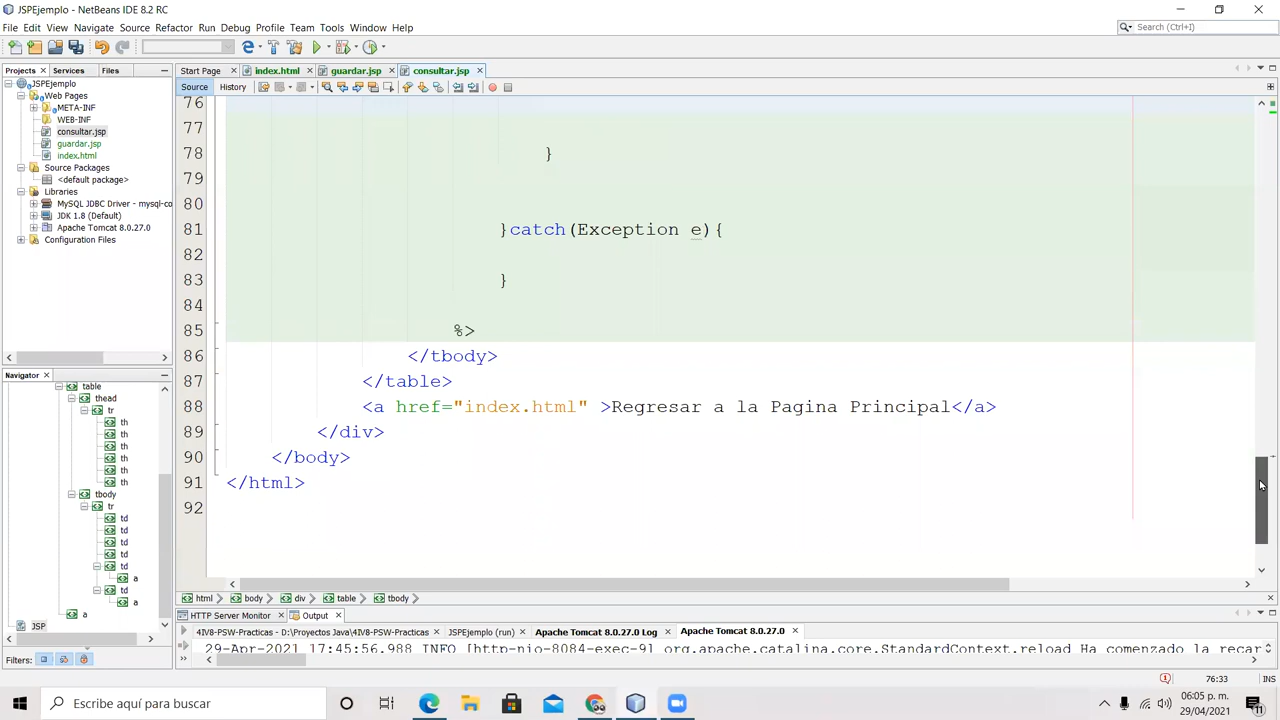 JSPEjemplo - NetBeans IDE 8.2 RC
File Edit View Navigate Source Refactor Run Debug Profile Team Tools Window Help
Search (Ctrl+I)
Projects Services Files
Start Page index.html guardar.jsp consultar.jsp
Source History
JSPEjemplo
Web Pages
META-INF
WEB-INF
consultar.jsp
guardar.jsp
index.html
Source Packages
<default package>
Libraries
MySQL JDBC Driver - mysql-co
JDK 1.8 (Default)
Apache Tomcat 8.0.27.0
Configuration Files
76
77
78 }
79
80
81 }catch(Exception e){
82
83 }
84
85 %>
86 </tbody>
87 </table>
88 <a href="index.html" >Regresar a la Pagina Principal</a>
89 </div>
90 </body>
91 </html>
92
Navigator
table
thead
tr
th
th
th
th
th
th
tbody
tr
td
td
td
td
td
a
td
a
a
JSP
Filters:
html body div table tbody
HTTP Server Monitor Output
4IV8-PSW-Practicas - D:\Proyectos Java\4IV8-PSW-Practicas JSPEjemplo (run) Apache Tomcat 8.0.27.0 Log Apache Tomcat 8.0.27.0
29-Apr-2021 17:45:56.988 INFO [http-nio-8084-exec-9] org.apache.catalina.core.StandardContext.reload Ha comenzado la recar
76:33 INS
Escribe aquí para buscar
06:05 p. m.
29/04/2021
11